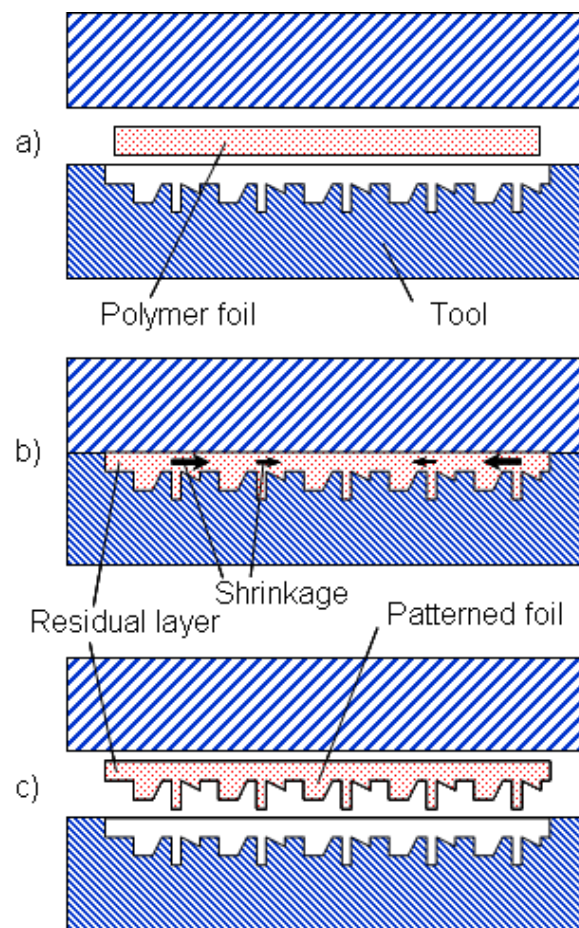 a)
Polymer foil
Tool
b)
Shrinkage
Residual layer
Patterned foil
c)